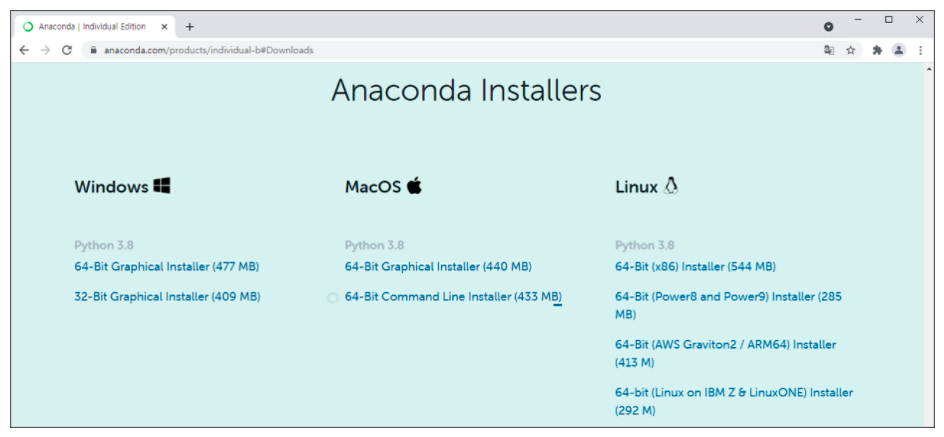 Anaconda | Individual Edition
anaconda.com/products/individual-b#Downloads
Anaconda Installers
Windows
Python 3.8
64-Bit Graphical Installer (477 MB)
32-Bit Graphical Installer (409 MB)
MacOS
Python 3.8
64-Bit Graphical Installer (440 MB)
64-Bit Command Line Installer (433 MB)
Linux
Python 3.8
64-Bit (x86) Installer (544 MB)
64-Bit (Power8 and Power9) Installer (285
MB)
64-Bit (AWS Graviton2 / ARM64) Installer
(413 M)
64-bit (Linux on IBM Z & LinuxONE) Installer
(292 M)